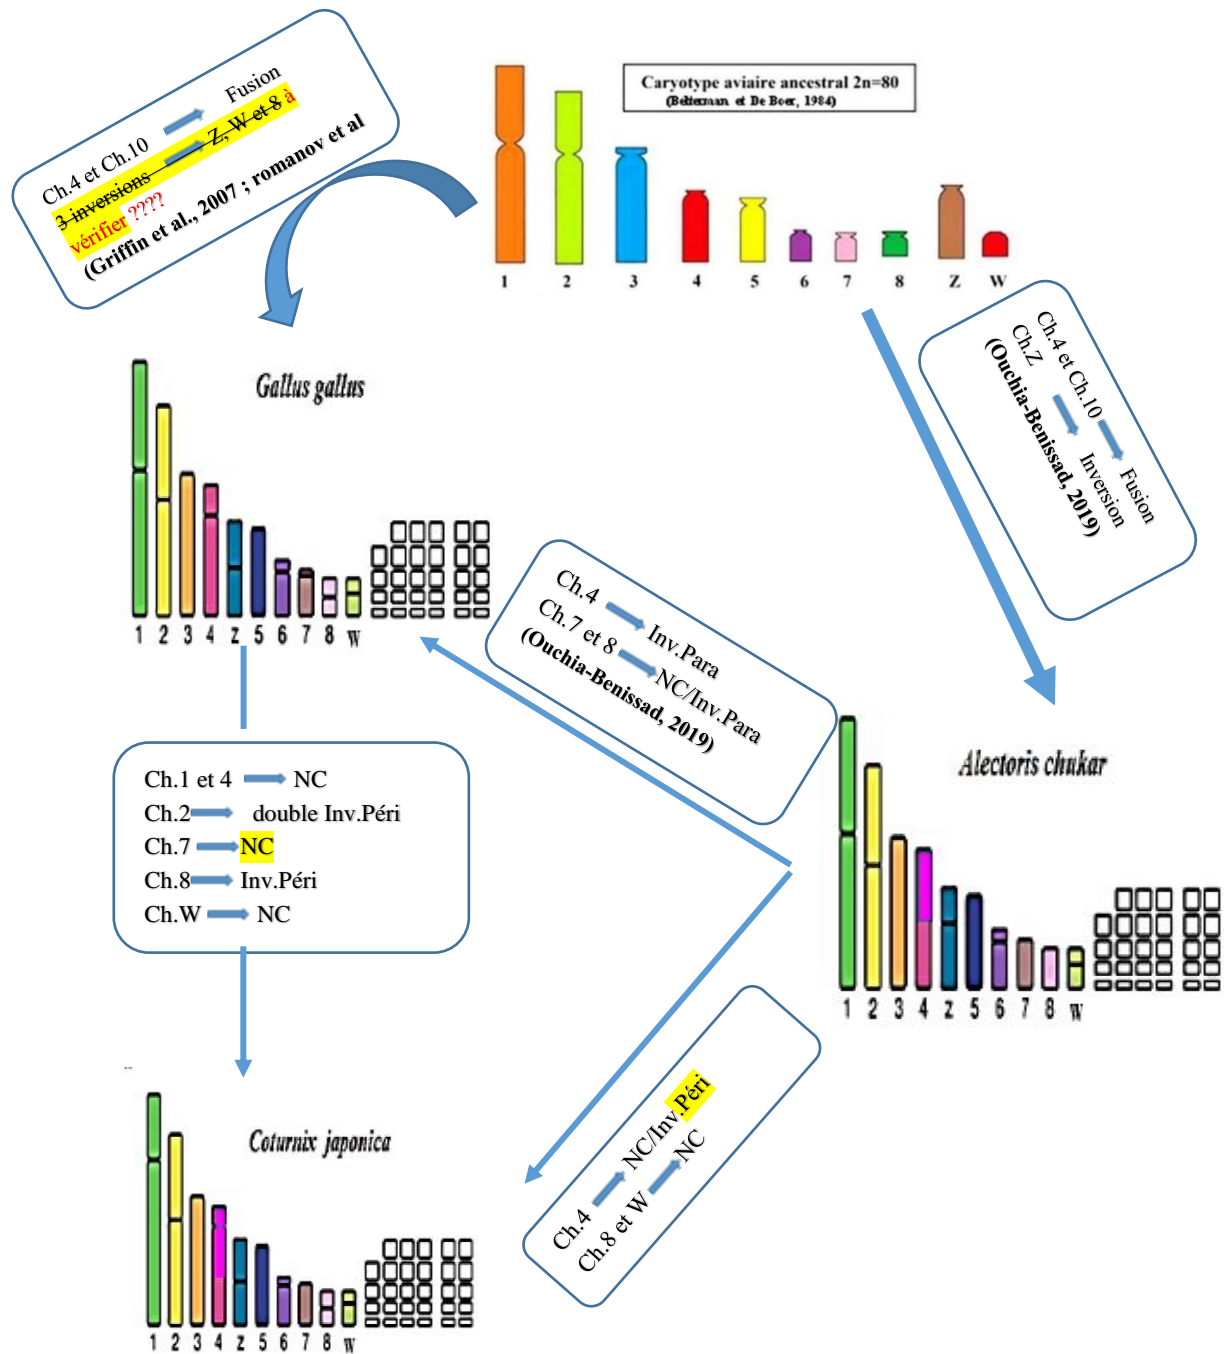 Ch.4 et Ch.10 Fusion
3 inversions Z, W et 8 à
vérifier ????
(Griffin et al., 2007 ; romanov et al
Caryotype aviaire ancestral 2n=80
(Belterman et De Boer, 1984)
1 2 3 4 5 6 7 8 Z W
Ch.4 et Ch.10 Fusion
Ch.Z Inversion
(Ouchia-Benissad, 2019)
Gallus gallus
1 2 3 4 Z 5 6 7 8 W
Ch.4 Inv.Para
Ch.7 et 8 NC/Inv.Para
(Ouchia-Benissad, 2019)
Alectoris chukar
1 2 3 4 Z 5 6 7 8 W
Ch.1 et 4 NC
Ch.2 double Inv.Péri
Ch.7 NC
Ch.8 Inv.Péri
Ch.W NC
Ch.4 NC/Inv.Péri
Ch.8 et W NC
Coturnix japonica
1 2 3 4 Z 5 6 7 8 W